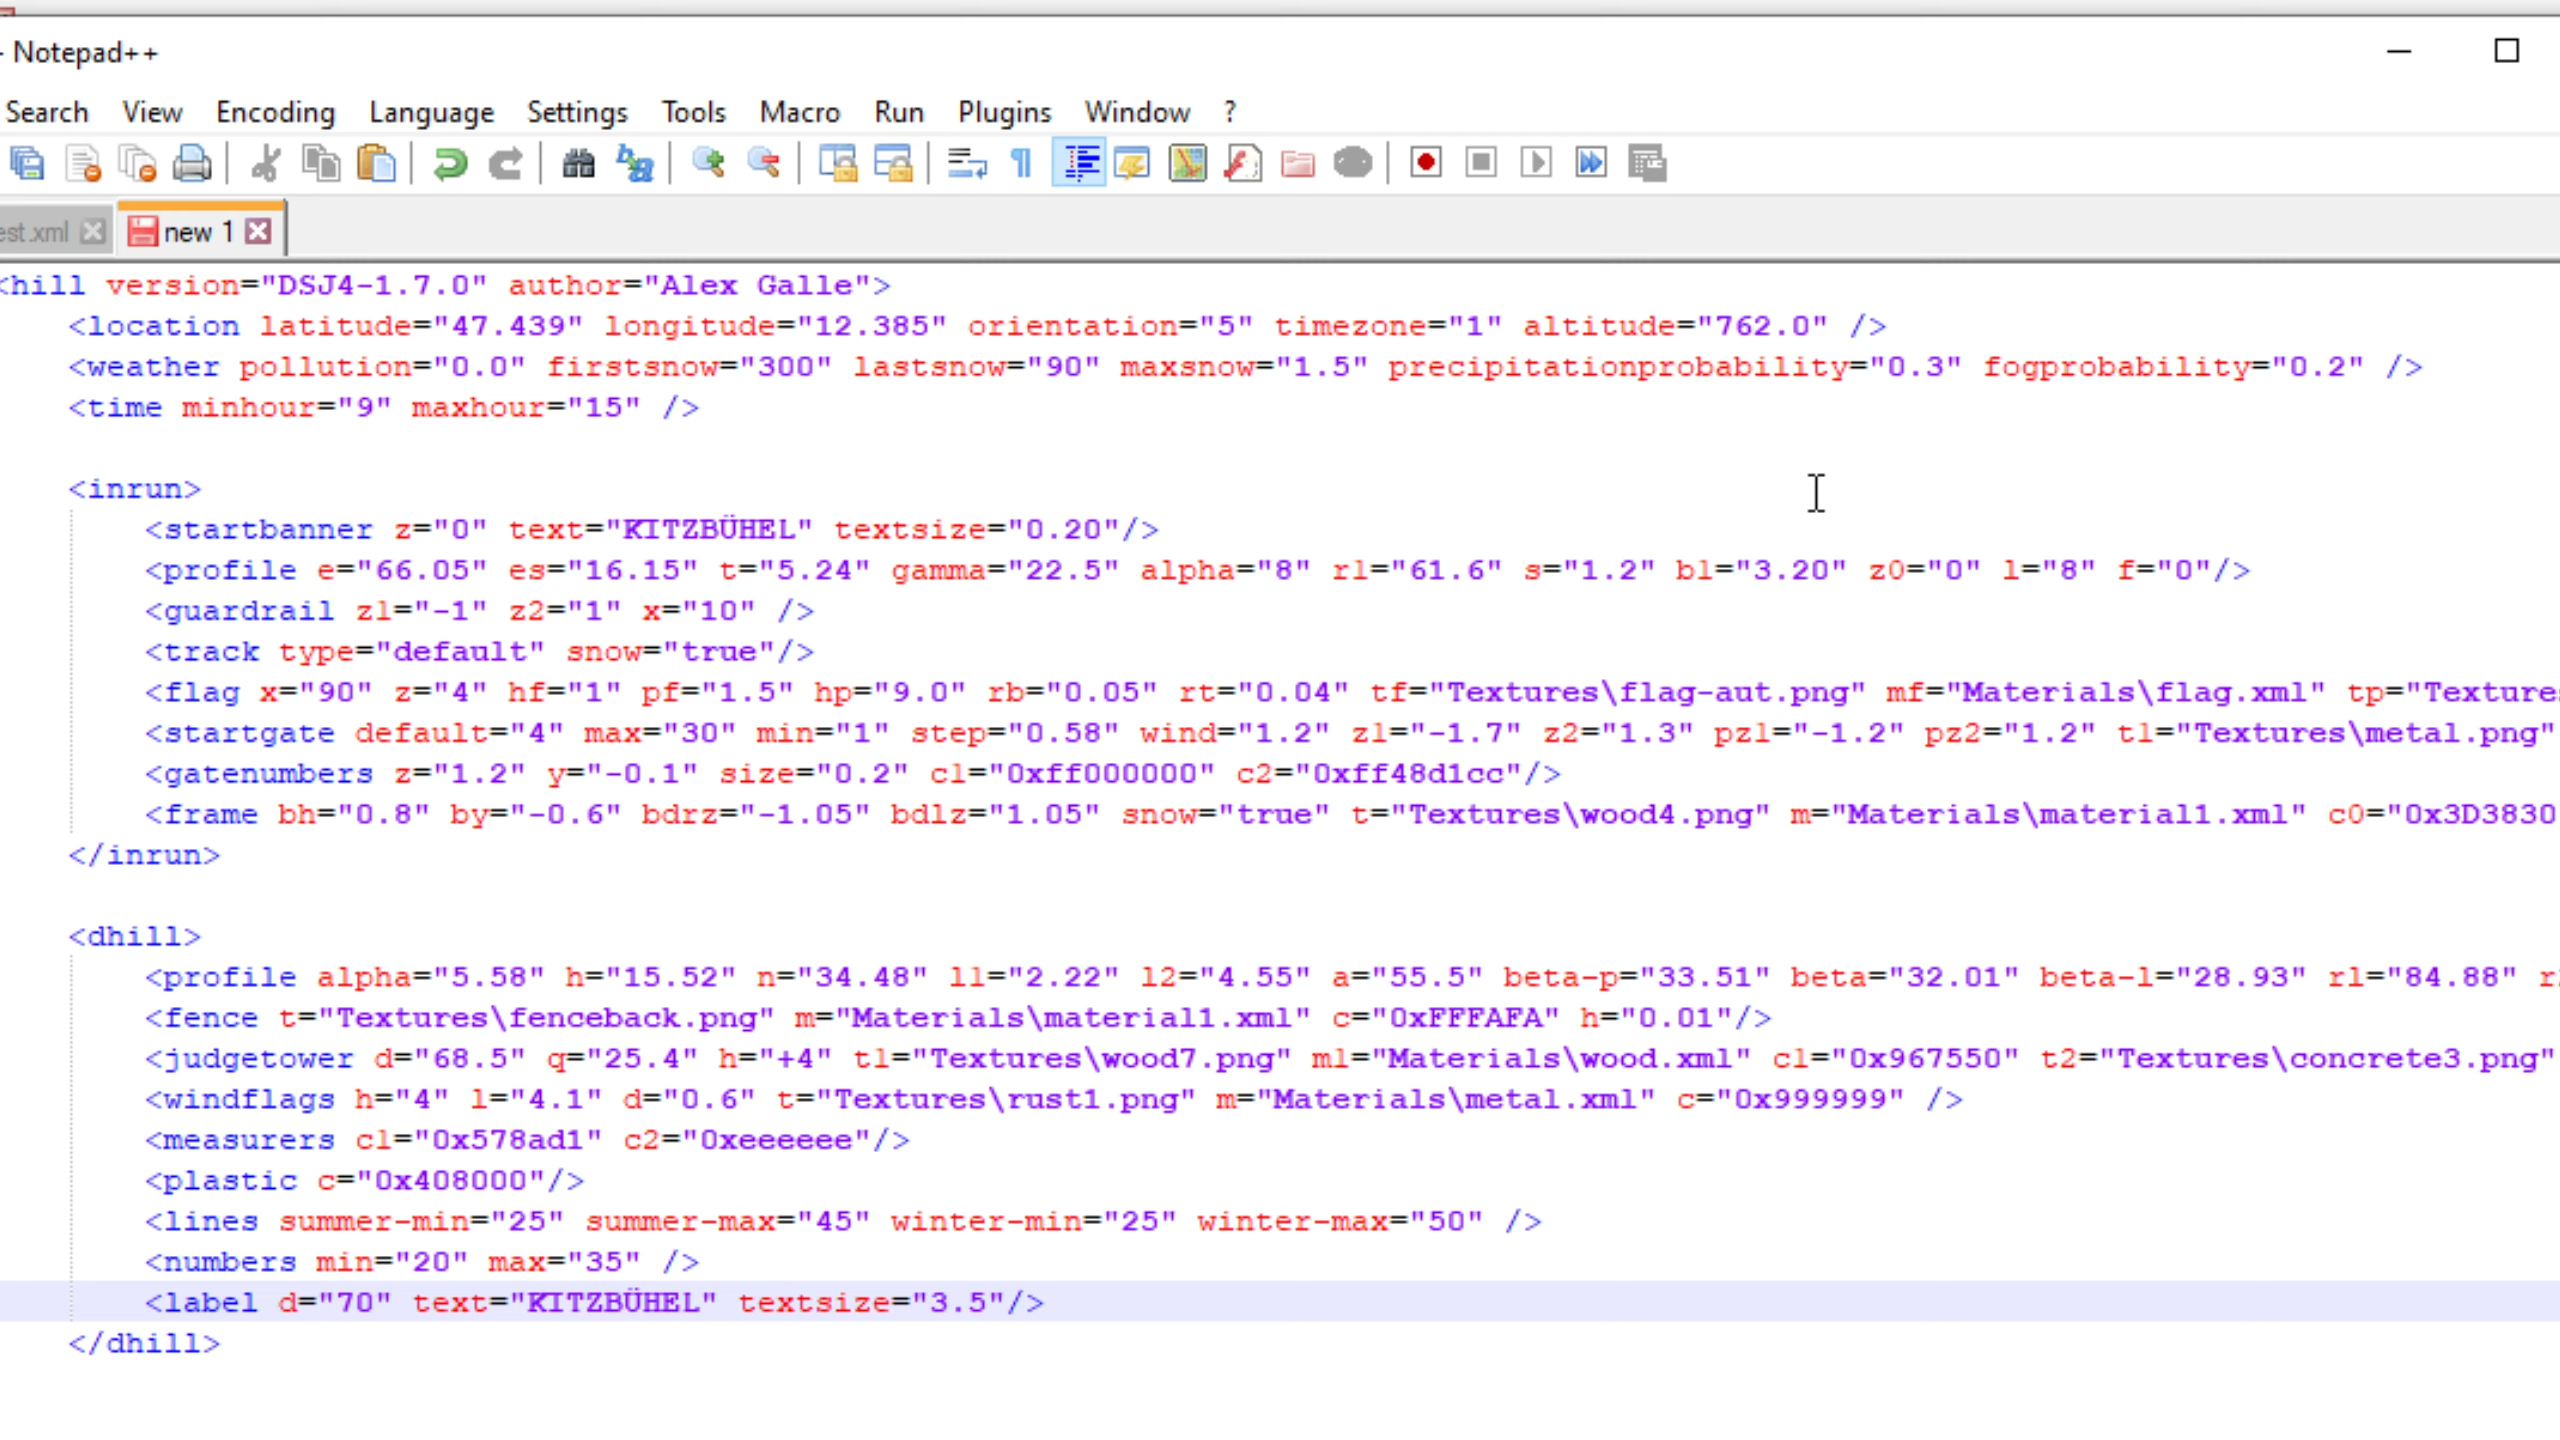 - Notepad++
Search View Encoding Language Settings Tools Macro Run Plugins Window ?
est.xml new 1
<hill version="DSJ4-1.7.0" author="Alex Galle">
<location latitude="47.439" longitude="12.385" orientation="5" timezone="1" altitude="762.0" />
<weather pollution="0.0" firstsnow="300" lastsnow="90" maxsnow="1.5" precipitationprobability="0.3" fogprobability="0.2" />
<time minhour="9" maxhour="15" />
<inrun>
<startbanner z="0" text="KITZBÜHEL" textsize="0.20"/>
<profile e="66.05" es="16.15" t="5.24" gamma="22.5" alpha="8" r1="61.6" s="1.2" b1="3.20" z0="0" l="8" f="0"/>
<guardrail z1="-1" z2="1" x="10" />
<track type="default" snow="true"/>
<flag x="90" z="4" hf="1" pf="1.5" hp="9.0" rb="0.05" rt="0.04" tf="Textures\flag-aut.png" mf="Materials\flag.xml" tp="Textures
<startgate default="4" max="30" min="1" step="0.58" wind="1.2" z1="-1.7" z2="1.3" pz1="-1.2" pz2="1.2" t1="Textures\metal.png"
<gatenumbers z="1.2" y="-0.1" size="0.2" c1="0xff000000" c2="0xff48d1cc"/>
<frame bh="0.8" by="-0.6" bdrz="-1.05" bdlz="1.05" snow="true" t="Textures\wood4.png" m="Materials\material1.xml" c0="0x3D3830
</inrun>
<dhill>
<profile alpha="5.58" h="15.52" n="34.48" l1="2.22" l2="4.55" a="55.5" beta-p="33.51" beta="32.01" beta-l="28.93" rl="84.88" r
<fence t="Textures\fenceback.png" m="Materials\material1.xml" c="0xFFFAFA" h="0.01"/>
<judgetower d="68.5" q="25.4" h="+4" t1="Textures\wood7.png" m1="Materials\wood.xml" c1="0x967550" t2="Textures\concrete3.png"
<windflags h="4" l="4.1" d="0.6" t="Textures\rust1.png" m="Materials\metal.xml" c="0x999999" />
<measurers c1="0x578ad1" c2="0xeeeeee"/>
<plastic c="0x408000"/>
<lines summer-min="25" summer-max="45" winter-min="25" winter-max="50" />
<numbers min="20" max="35" />
<label d="70" text="KITZBÜHEL" textsize="3.5"/>
</dhill>